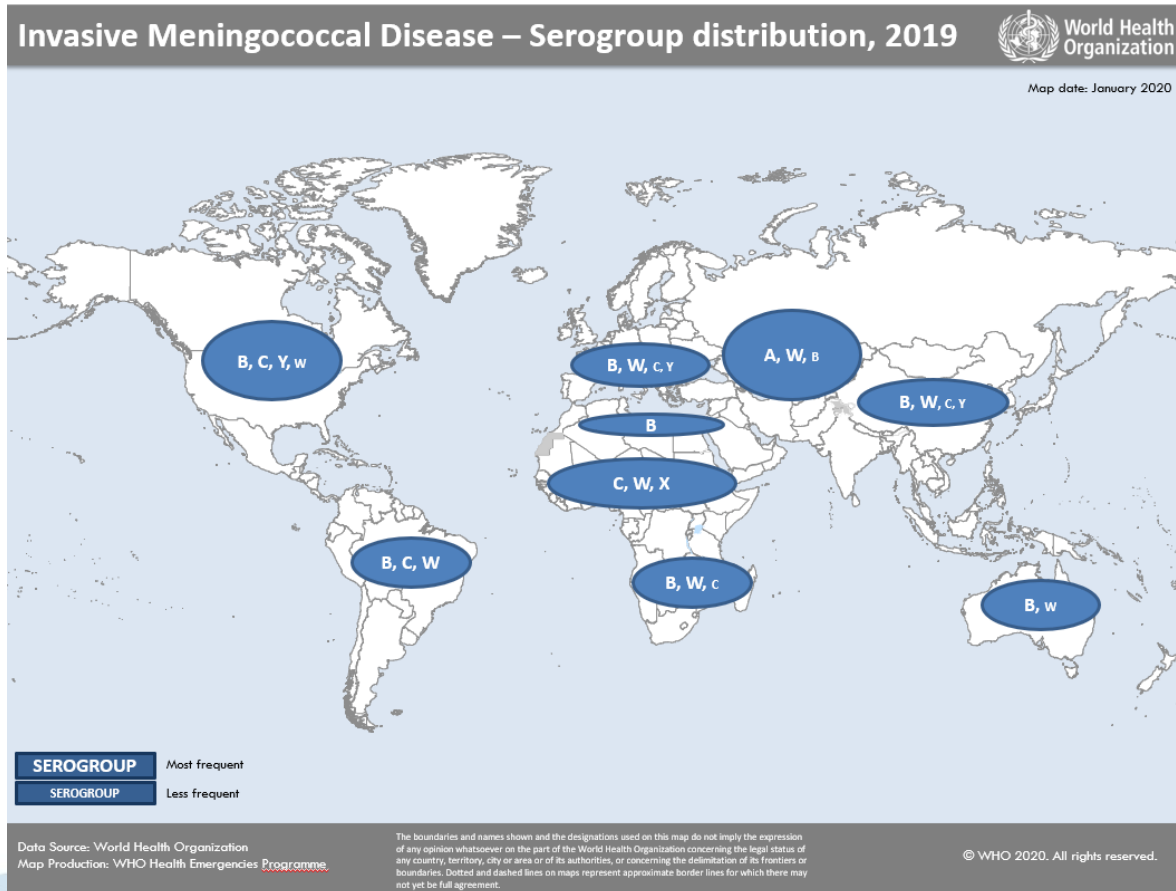 Invasive Meningococcal Disease – Serogroup distribution, 2019
World Health
Organization
Map date: January 2020
B, C, Y, W
B, W, C, Y
A, W, B
B, W, C, Y
B
C, W, X
B, C, W
B, W, C
B, W
SEROGROUP Most frequent
SEROGROUP Less frequent
Data Source: World Health Organization
Map Production: WHO Health Emergencies Programme
The boundaries and names shown and the designations used on this map do not imply the expression
of any opinion whatsoever on the part of the World Health Organization concerning the legal status of
any country, territory, city or area or of its authorities, or concerning the delimitation of its frontiers or
boundaries. Dotted and dashed lines on maps represent approximate border lines for which there may
not yet be full agreement.
© WHO 2020. All rights reserved.